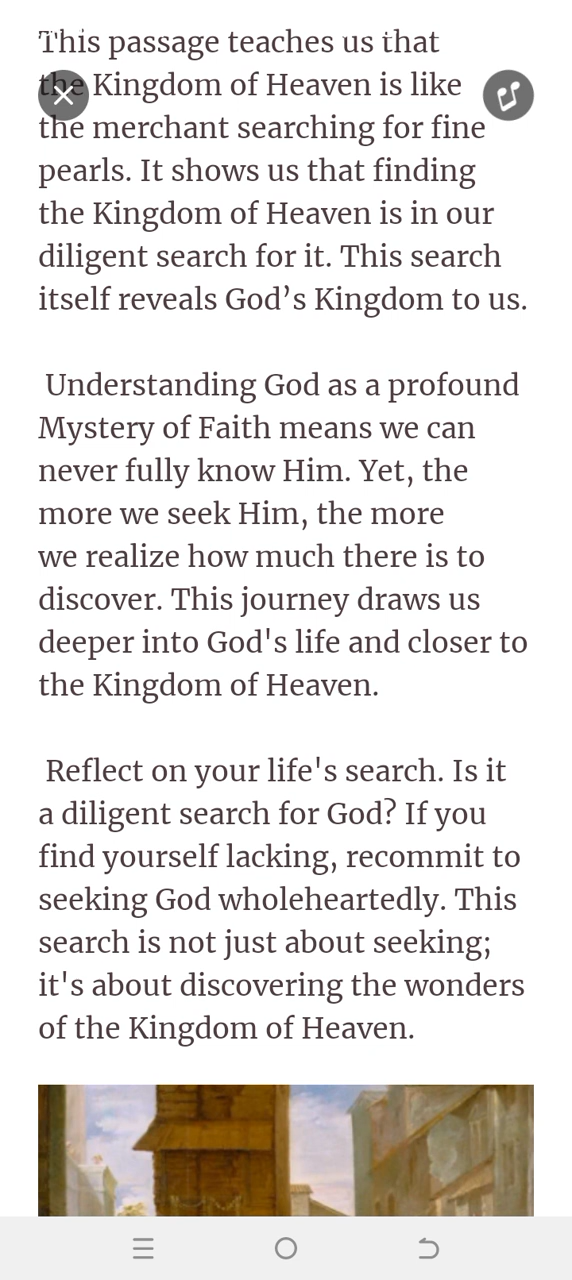 This passage teaches us that
the Kingdom of Heaven is like
the merchant searching for fine
pearls. It shows us that finding
the Kingdom of Heaven is in our
diligent search for it. This search
itself reveals God’s Kingdom to us.
Understanding God as a profound
Mystery of Faith means we can
never fully know Him. Yet, the
more we seek Him, the more
we realize how much there is to
discover. This journey draws us
deeper into God's life and closer to
the Kingdom of Heaven.
Reflect on your life's search. Is it
a diligent search for God? If you
find yourself lacking, recommit to
seeking God wholeheartedly. This
search is not just about seeking;
it's about discovering the wonders
of the Kingdom of Heaven.